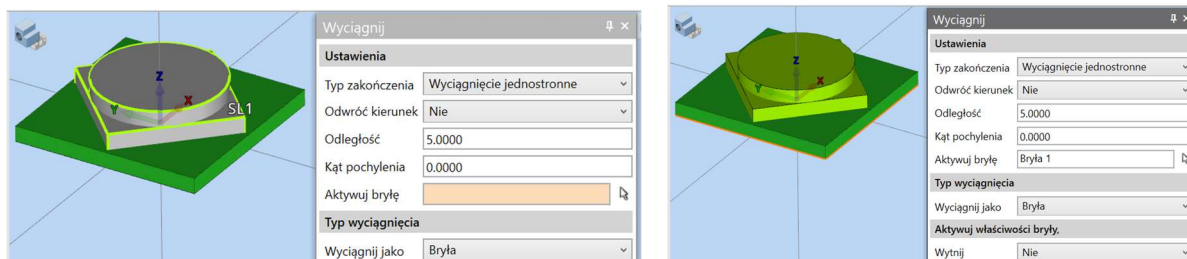 Wyciągnij
Ustawienia
Typ zakończenia Wyciągnięcie jednostronne
Odwróć kierunek Nie
Odległość 5.0000
Kąt pochylenia 0.0000
Aktywuj bryłę
Typ wyciągnięcia
Wyciągnij jako Bryła
Z
X
Y
SL1
Wyciągnij
Ustawienia
Typ zakończenia Wyciągnięcie jednostronne
Odwróć kierunek Nie
Odległość 5.0000
Kąt pochylenia 0.0000
Aktywuj bryłę Bryła 1
Typ wyciągnięcia
Wyciągnij jako Bryła
Aktywuj właściwości bryły,
Wytnij Nie
Z
X
Y